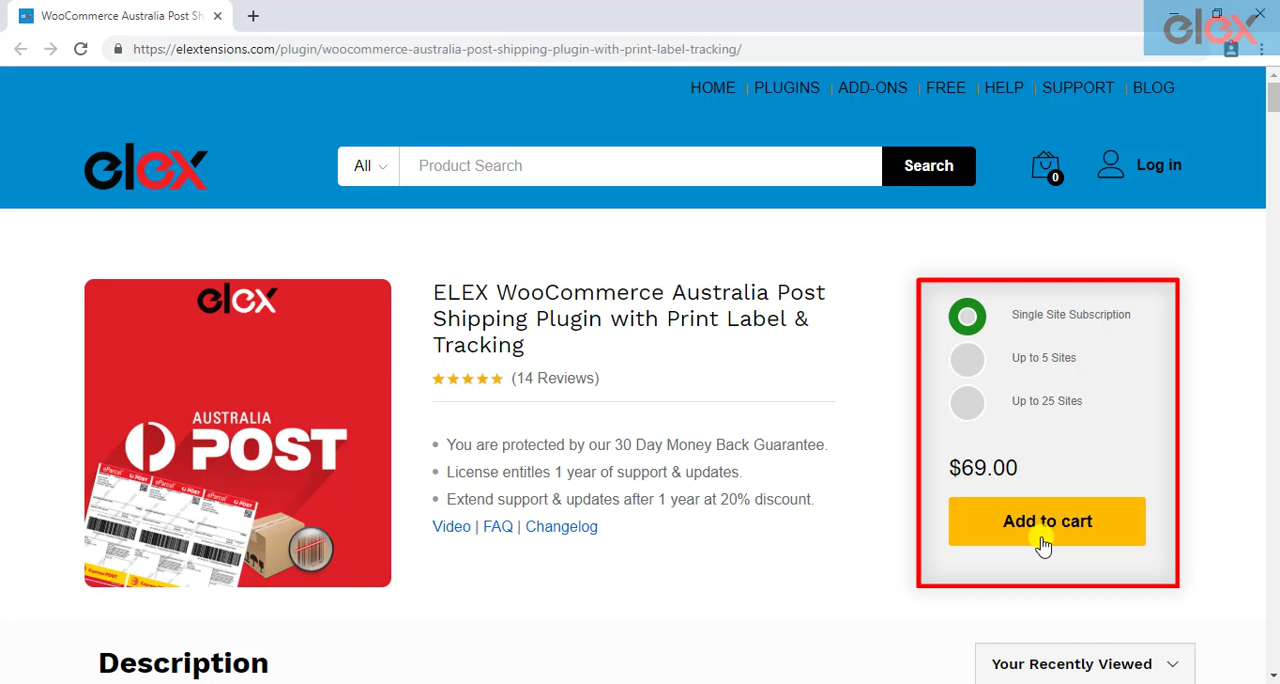 WooCommerce Australia Post Sh
elex
https://elextensions.com/plugin/woocommerce-australia-post-shipping-plugin-with-print-label-tracking/
HOME | PLUGINS | ADD-ONS | FREE | HELP | SUPPORT | BLOG
elex
All
Product Search
Search
0
Log in
elex
AUSTRALIA
POST
ELEX WooCommerce Australia Post
Shipping Plugin with Print Label &
Tracking
(14 Reviews)
• You are protected by our 30 Day Money Back Guarantee.
• License entitles 1 year of support & updates.
• Extend support & updates after 1 year at 20% discount.
Video | FAQ | Changelog
Single Site Subscription
Up to 5 Sites
Up to 25 Sites
$69.00
Add to cart
Description
Your Recently Viewed